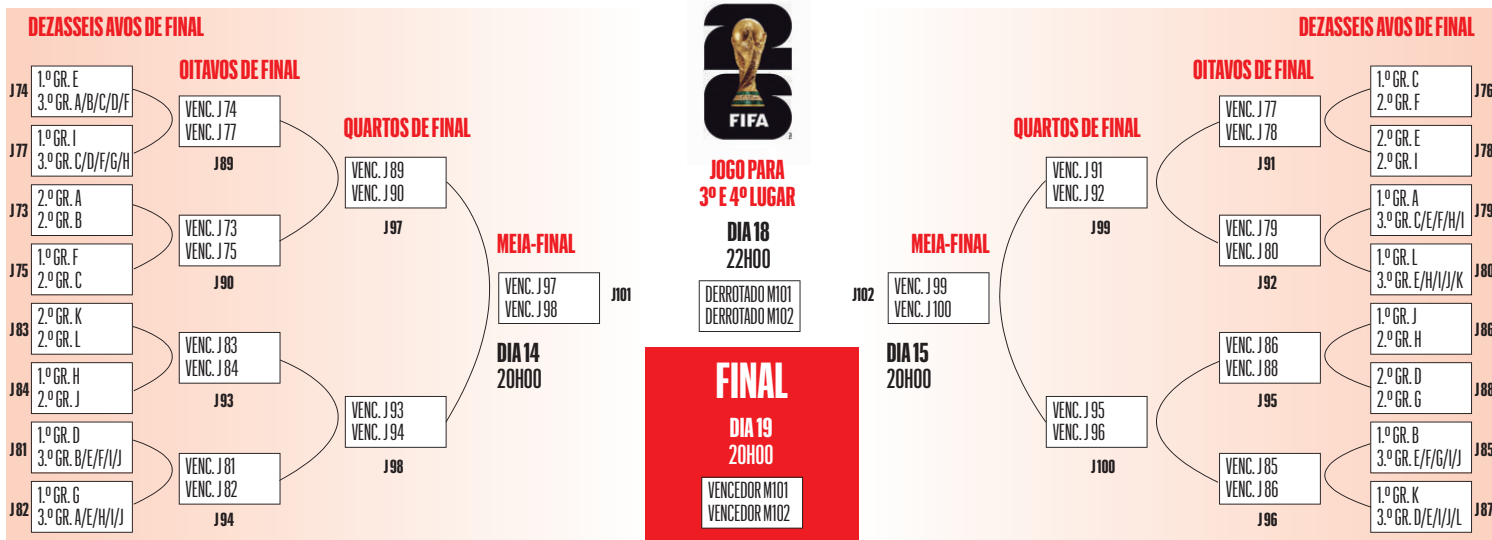 DEZASSEIS AVOS DE FINAL
J74
1.º GR. E
3.º GR. A/B/C/D/F
J77
1.º GR. I
3.º GR. C/D/F/G/H
J73
2.º GR. A
2.º GR. B
J75
1.º GR. F
2.º GR. C
J83
2.º GR. K
2.º GR. L
J84
1.º GR. H
2.º GR. J
J81
1.º GR. D
3.º GR. B/E/F/I/J
J82
1.º GR. G
3.º GR. A/E/H/I/J
OITAVOS DE FINAL
VENC. J 74
VENC. J 77
J89
VENC. J 73
VENC. J 75
J90
VENC. J 83
VENC. J 84
J93
VENC. J 81
VENC. J 82
J94
QUARTOS DE FINAL
VENC. J 89
VENC. J 90
J97
VENC. J 93
VENC. J 94
J98
MEIA-FINAL
VENC. J 97
VENC. J 98
J101
DIA 14
20H00
26
FIFA
JOGO PARA
3º E 4º LUGAR
DIA 18
22H00
DERROTADO M101
DERROTADO M102
FINAL
DIA 19
20H00
VENCEDOR M101
VENCEDOR M102
MEIA-FINAL
J102
VENC. J 99
VENC. J 100
DIA 15
20H00
QUARTOS DE FINAL
VENC. J 91
VENC. J 92
J99
VENC. J 95
VENC. J 96
J100
OITAVOS DE FINAL
VENC. J 77
VENC. J 78
J91
VENC. J 79
VENC. J 80
J92
VENC. J 86
VENC. J 88
J95
VENC. J 85
VENC. J 86
J96
DEZASSEIS AVOS DE FINAL
1.º GR. C
2.º GR. F
J76
2.º GR. E
2.º GR. I
J78
1.º GR. A
3.º GR. C/E/F/H/I
J79
1.º GR. L
3.º GR. E/H/I/J/K
J80
1.º GR. J
2.º GR. H
J86
2.º GR. D
2.º GR. G
J88
1.º GR. B
3.º GR. E/F/G/I/J
J85
1.º GR. K
3.º GR. D/E/I/J/L
J87